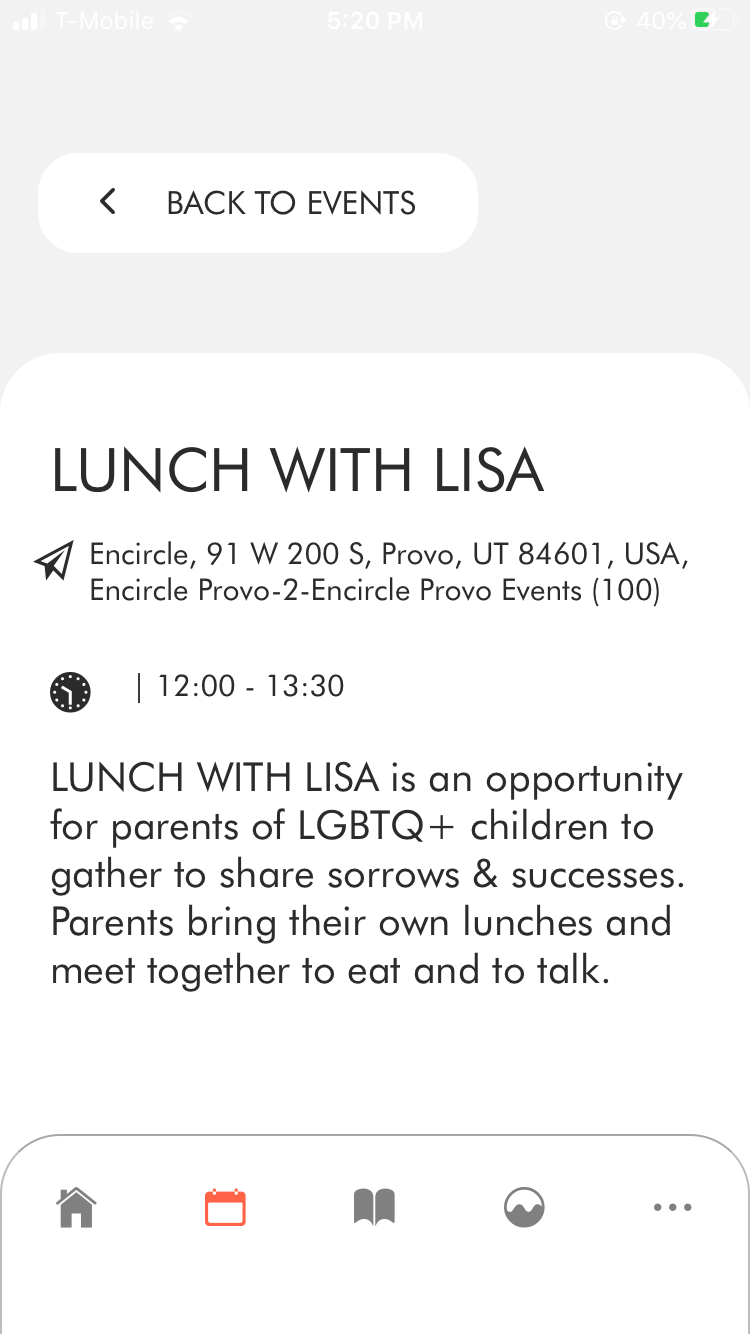 T-Mobile 5:20 PM 40%
BACK TO EVENTS
LUNCH WITH LISA
Encircle, 91 W 200 S, Provo, UT 84601, USA,
Encircle Provo-2-Encircle Provo Events (100)
| 12:00 - 13:30
LUNCH WITH LISA is an opportunity
for parents of LGBTQ+ children to
gather to share sorrows & successes.
Parents bring their own lunches and
meet together to eat and to talk.